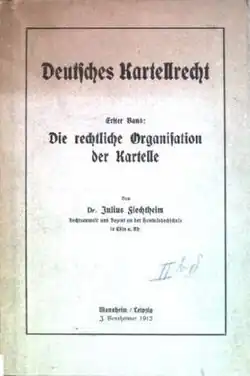 Deutsches Kartellrecht
Erster Band:
Die rechtliche Organisation
der Kartelle
Von
Dr. Julius Flechtheim
Rechtsanwalt und Dozent an der Handelshochschule
in Cöln a. Rh.
Mannheim / Leipzig
J. Bensheimer 1912
II